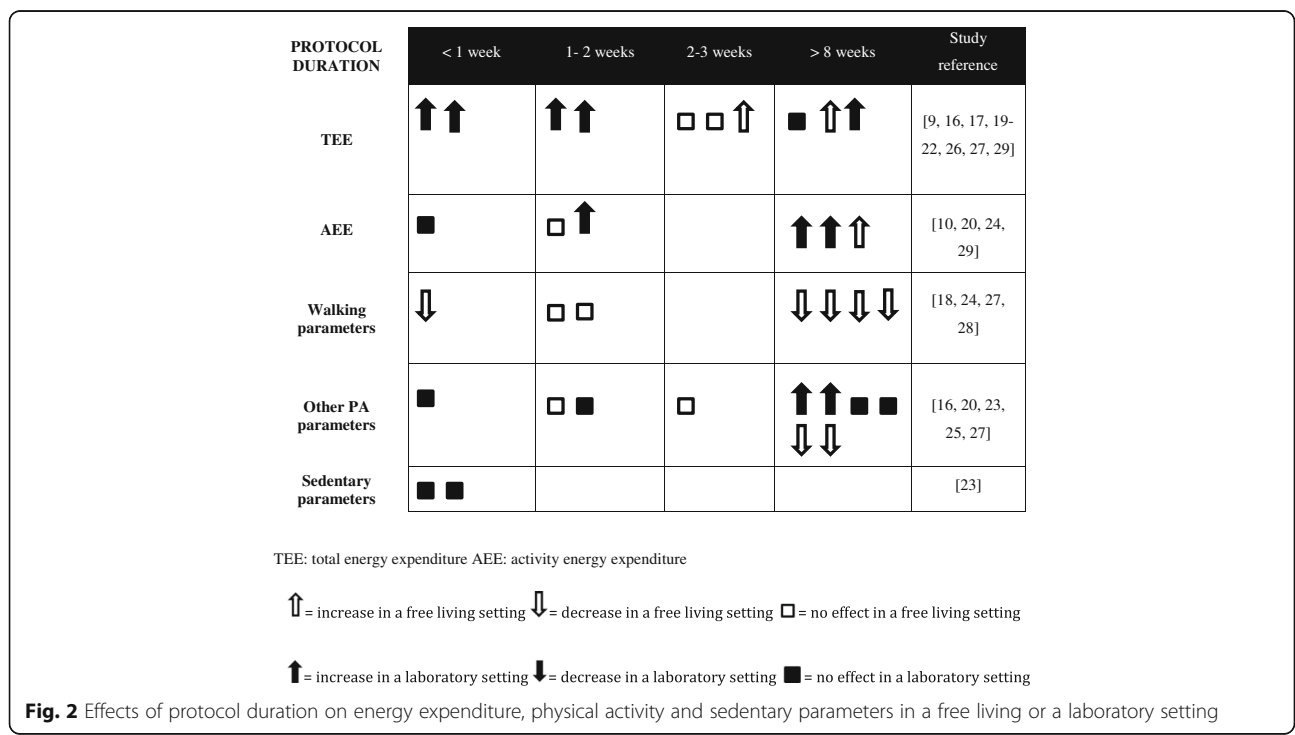 PROTOCOL
DURATION
< 1 week
1- 2 weeks
2-3 weeks
> 8 weeks
Study
reference
TEE
[9, 16, 17, 19-
22, 26, 27, 29]
AEE
[10, 20, 24,
29]
Walking
parameters
[18, 24, 27,
28]
Other PA
parameters
[16, 20, 23,
25, 27]
Sedentary
parameters
[23]
TEE: total energy expenditure AEE: activity energy expenditure
= increase in a free living setting = decrease in a free living setting = no effect in a free living setting
= increase in a laboratory setting = decrease in a laboratory setting = no effect in a laboratory setting
Fig. 2 Effects of protocol duration on energy expenditure, physical activity and sedentary parameters in a free living or a laboratory setting